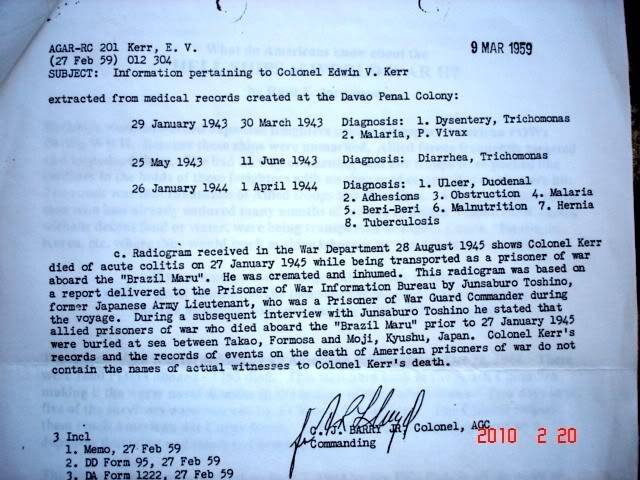 AGAR-RC 201 Kerr, E. V. 9 MAR 1959
(27 Feb 59) 012 304
SUBJECT: Information pertaining to Colonel Edwin V. Kerr
extracted from medical records created at the Davao Penal Colony:
29 January 1943 30 March 1943 Diagnosis: 1. Dysentery, Trichomonas
2. Malaria, P. Vivax
25 May 1943 11 June 1943 Diagnosis: Diarrhea, Trichomonas
26 January 1944 1 April 1944 Diagnosis: 1. Ulcer, Duodenal
2. Adhesions 3. Obstruction 4. Malaria
5. Beri-Beri 6. Malnutrition 7. Hernia
8. Tuberculosis
c. Radiogram received in the War Department 28 August 1945 shows Colonel Kerr
died of acute colitis on 27 January 1945 while being transported as a prisoner of war
aboard the "Brazil Maru". He was cremated and inhumed. This radiogram was based on
a report delivered to the Prisoner of War Information Bureau by Junsaburo Toshino,
former Japanese Army Lieutenant, who was a Prisoner of War Guard Commander during
the voyage. During a subsequent interview with Junsaburo Toshino he stated that
allied prisoners of war who died aboard the "Brazil Maru" prior to 27 January 1945
were buried at sea between Takao, Formosa and Moji, Kyushu, Japan. Colonel Kerr's
records and the records of events on the death of American prisoners of war do not
contain the names of actual witnesses to Colonel Kerr's death.
C. J. BARRY JR Colonel, AGC
Commanding
3 Incl
1. Memo, 27 Feb 59
2. DD Form 95, 27 Feb 59
3. DA Form 1222, 27 Feb 59
2010 2 20